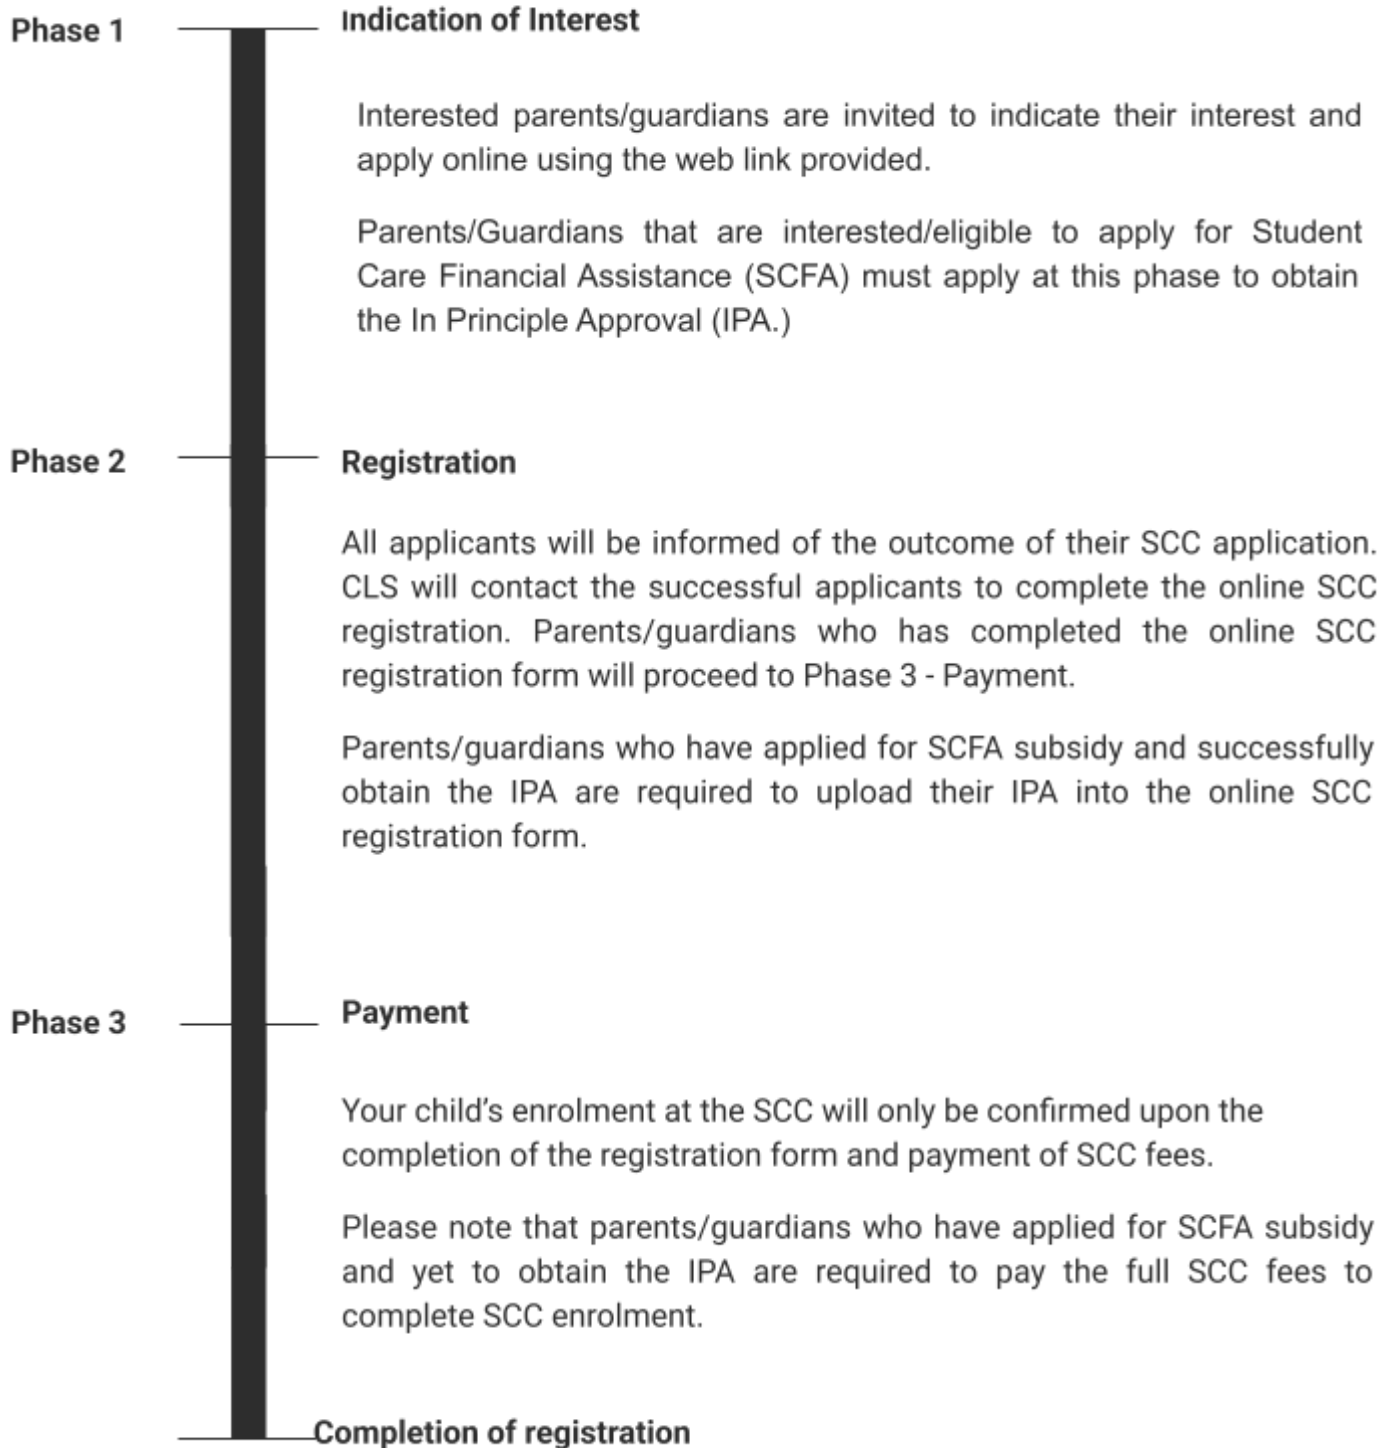 Phase 1
Indication of Interest
Interested parents/guardians are invited to indicate their interest and
apply online using the web link provided.
Parents/Guardians that are interested/eligible to apply for Student
Care Financial Assistance (SCFA) must apply at this phase to obtain
the In Principle Approval (IPA.)
Phase 2
Registration
All applicants will be informed of the outcome of their SCC application.
CLS will contact the successful applicants to complete the online SCC
registration. Parents/guardians who has completed the online SCC
registration form will proceed to Phase 3 - Payment.
Parents/guardians who have applied for SCFA subsidy and successfully
obtain the IPA are required to upload their IPA into the online SCC
registration form.
Phase 3
Payment
Your child’s enrolment at the SCC will only be confirmed upon the
completion of the registration form and payment of SCC fees.
Please note that parents/guardians who have applied for SCFA subsidy
and yet to obtain the IPA are required to pay the full SCC fees to
complete SCC enrolment.
Completion of registration